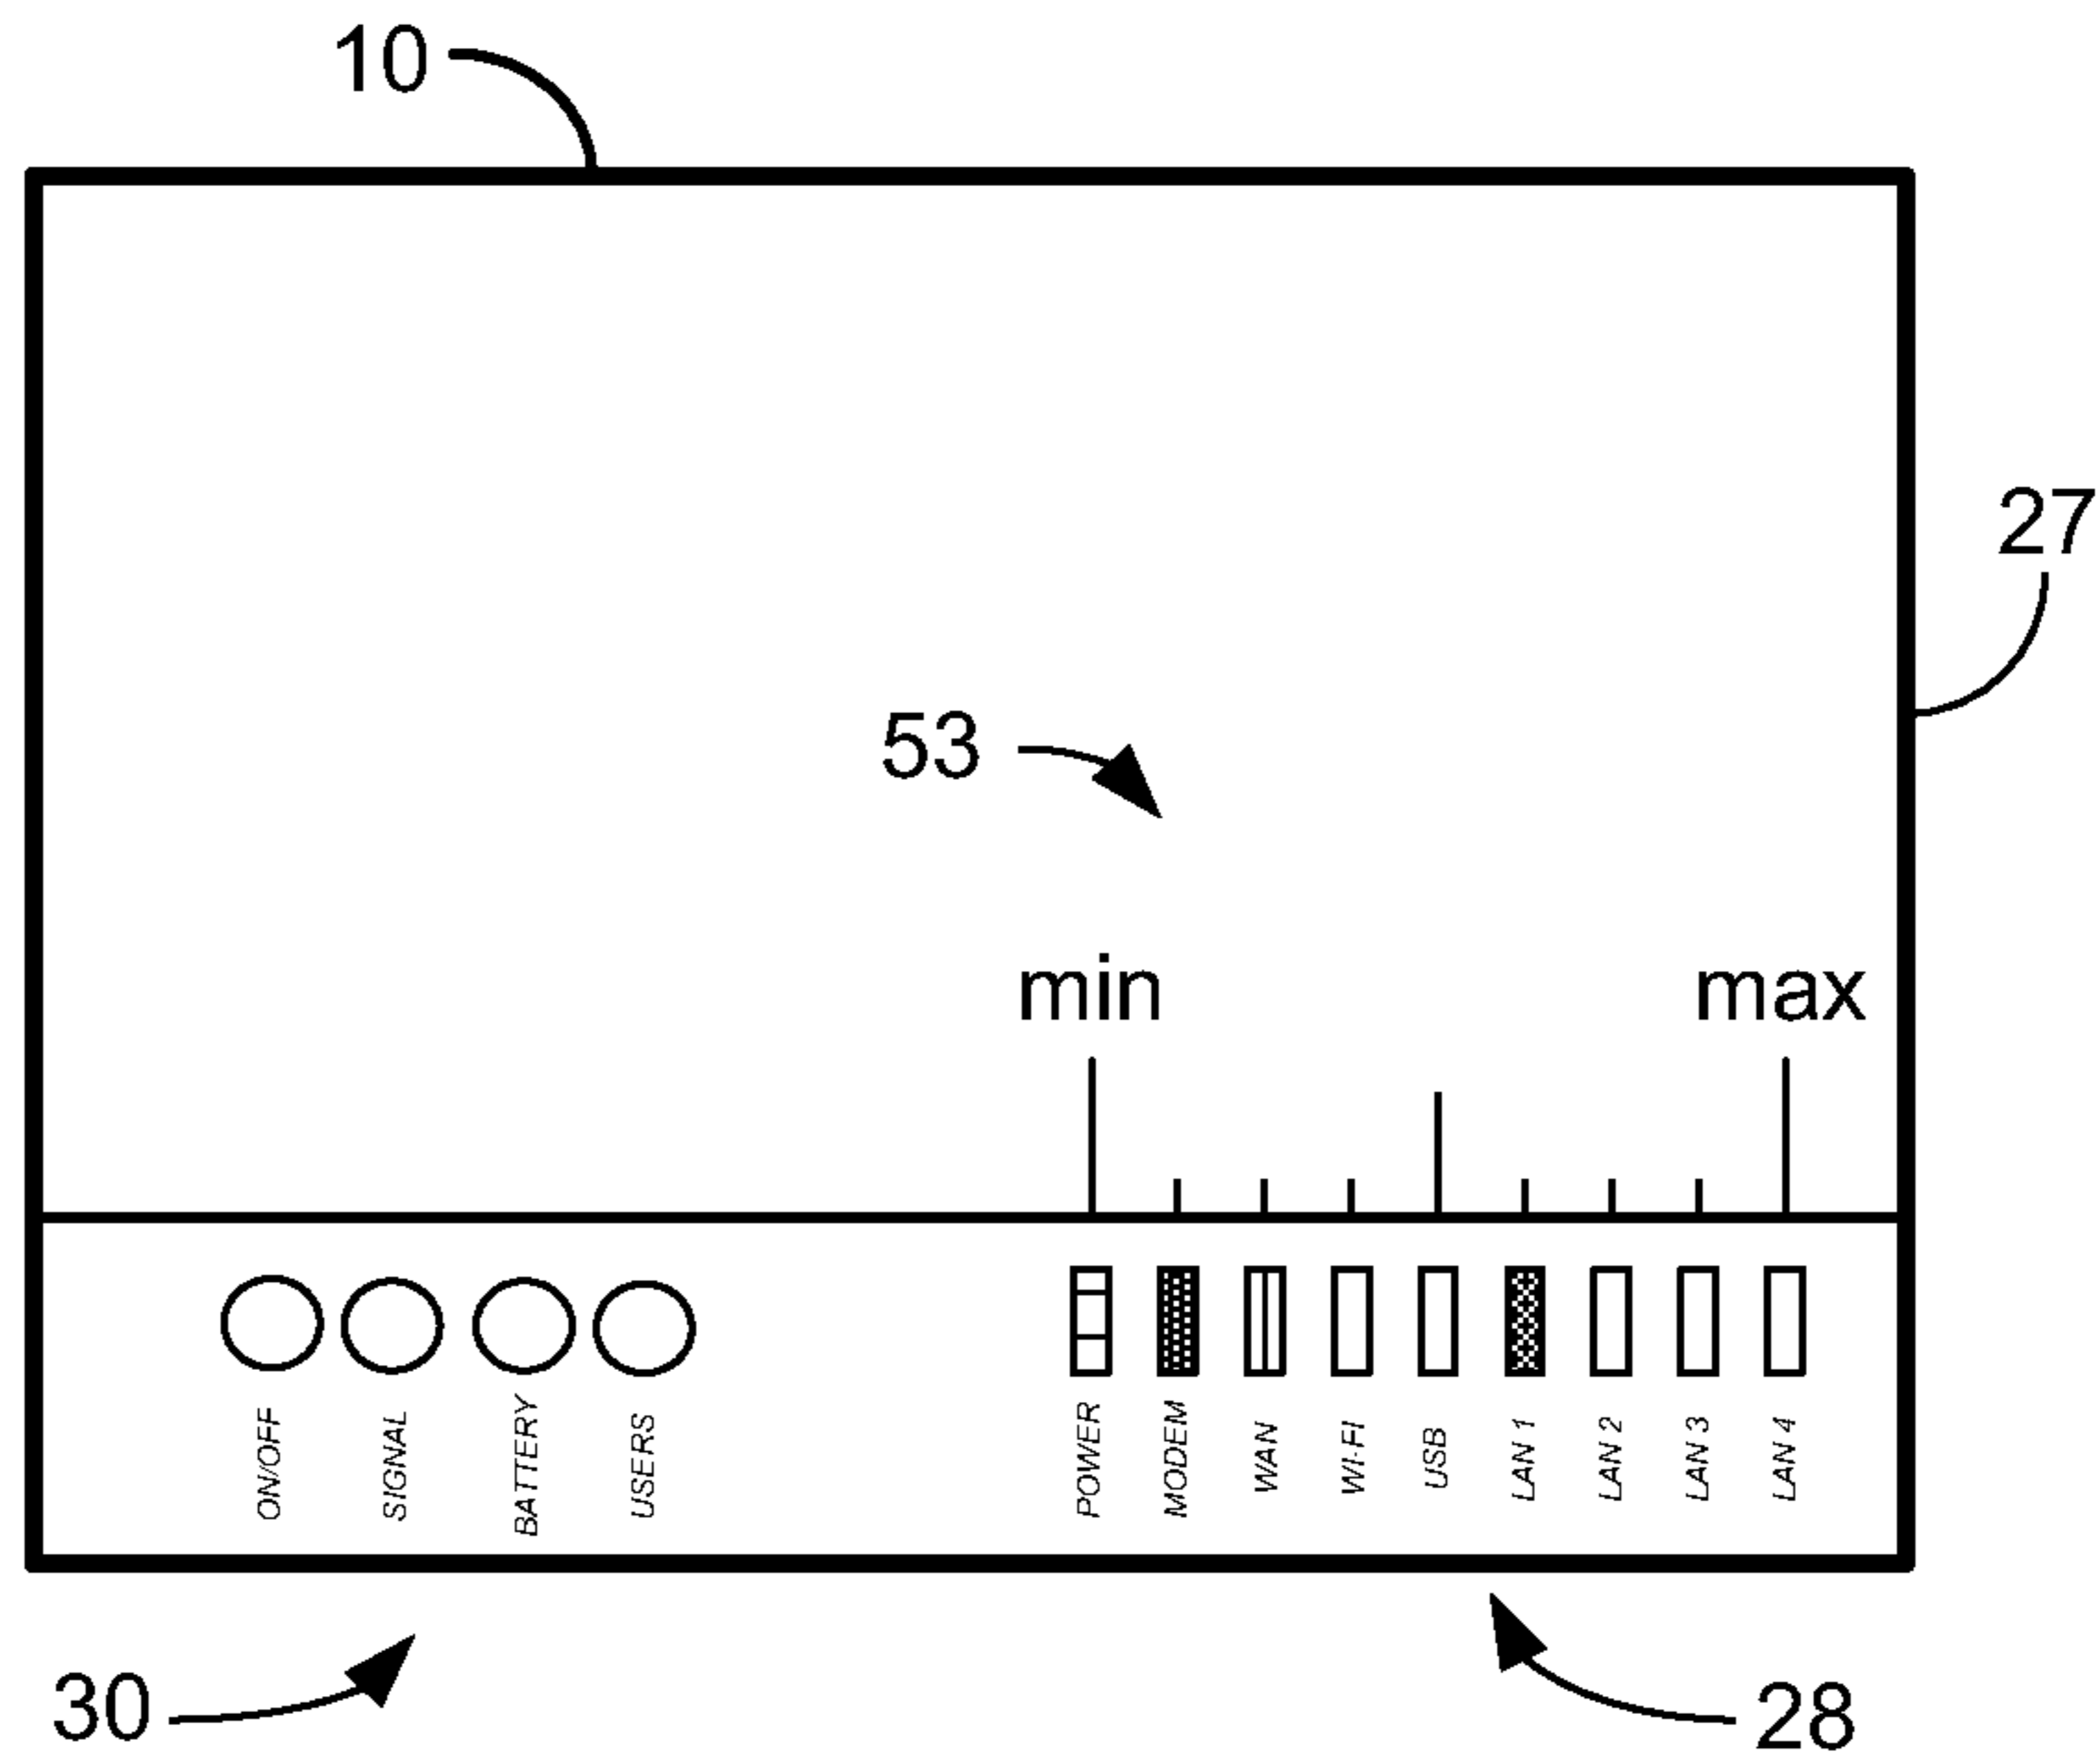 10
27
53
min max
ON/OFF SIGNAL BATTERY USERS POWER MODEM WAN WI-FI USB LAN 1 LAN 2 LAN 3 LAN 4
30
28